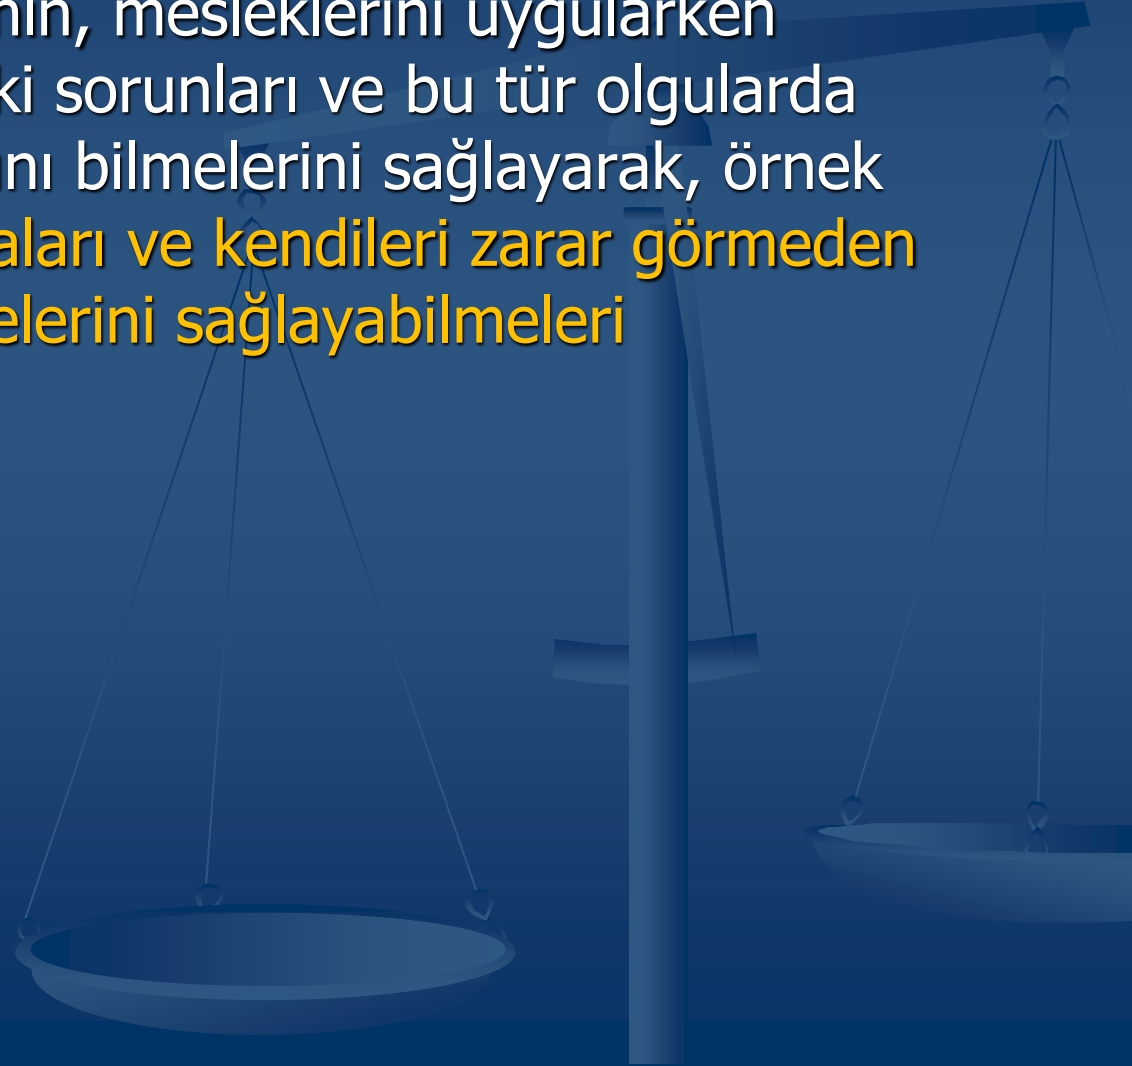 nin, mesleklerini uygularken
ki sorunları ve bu tür olgularda
nı bilmelerini sağlayarak, örnek
aları ve kendileri zarar görmeden
elerini sağlayabilmeleri